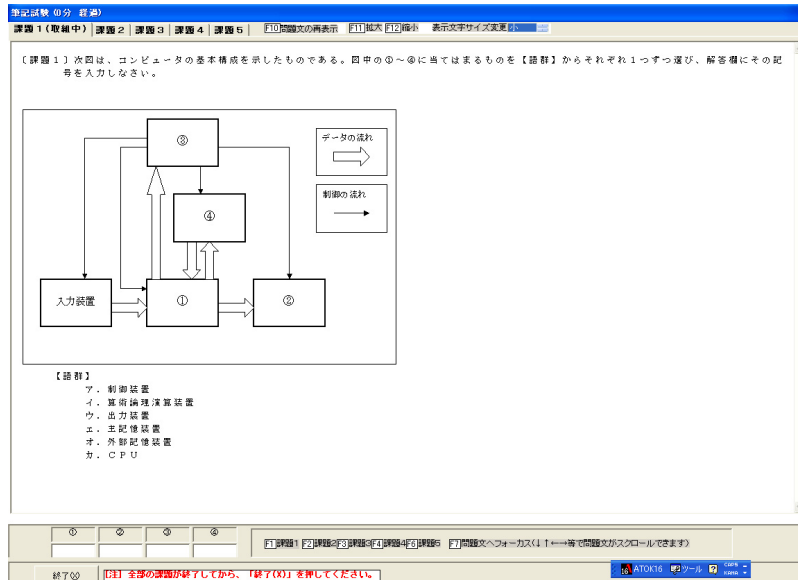 筆記試験 (0分 経過)
課題1(取組中) 課題2 課題3 課題4 課題5 F10問題文の再表示 F11拡大 F12縮小 表示文字サイズ変更 小
〔課題1〕次図は、コンピュータの基本構成を示したものである。図中の①～④に当てはまるものを【語群】からそれぞれ1つずつ選び、解答欄にその記
号を入力しなさい。
③
データの流れ
制御の流れ
④
入力装置
①
②
【語群】
ア. 制御装置
イ. 算術論理演算装置
ウ. 出力装置
エ. 主記憶装置
オ. 外部記憶装置
カ. CPU
① ② ③ ④
F1課題1 F2課題2 F3課題3 F4課題4 F6課題5 F7問題文へフォーカス(↓↑←→等で問題文がスクロールできます)
終了(X) 【注】全部の課題が終了してから、「終了(X)」を押してください。
16 ATOK16 ツール ? CAPS KANA